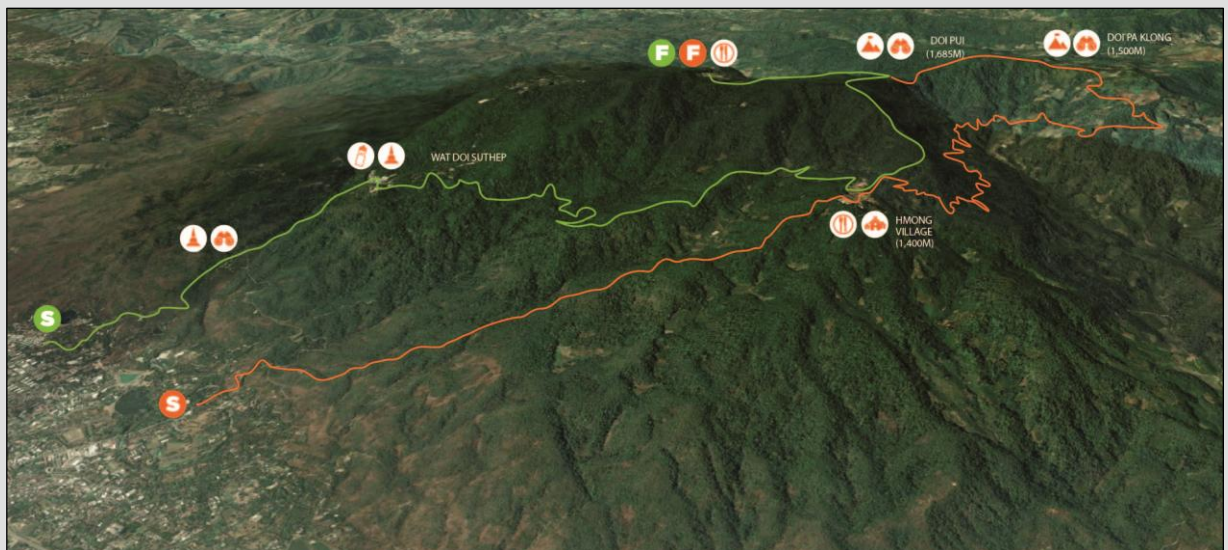 F F
DOI PUI
(1,685M)
DOI PA KLONG
(1,500M)
WAT DOI SUTHEP
HMONG
VILLAGE
(1,400M)
S
S